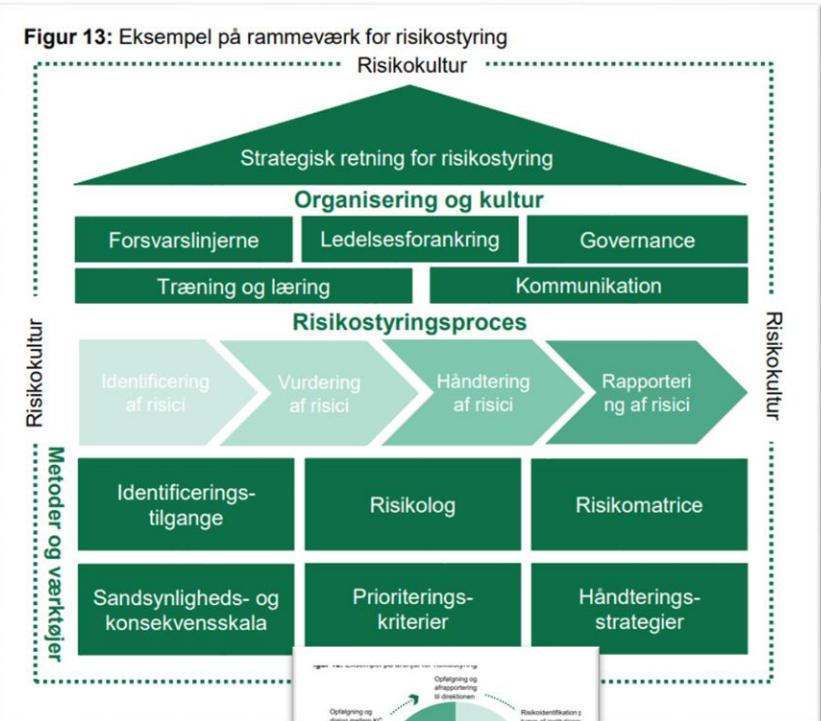 Figur 13: Eksempel på rammeværk for risikostyring
Risikokultur
Strategisk retning for risikostyring
Organisering og kultur
Forsvarslinjerne
Ledelsesforankring
Governance
Træning og læring
Kommunikation
Risikokultur
Risikostyringsproces
Risikokultur
Identificering
af risici
Vurdering
af risici
Håndtering
af risici
Rapporteri
ng af risici
Metoder og værktøjer
Identificerings-
tilgange
Risikolog
Risikomatrice
Sandsynligheds- og
konsekvensskala
Prioriterings-
kriterier
Håndterings-
strategier
Opfølgning og
afrapportering
til direktionen
Opfølgning og
Risikoidentifikation